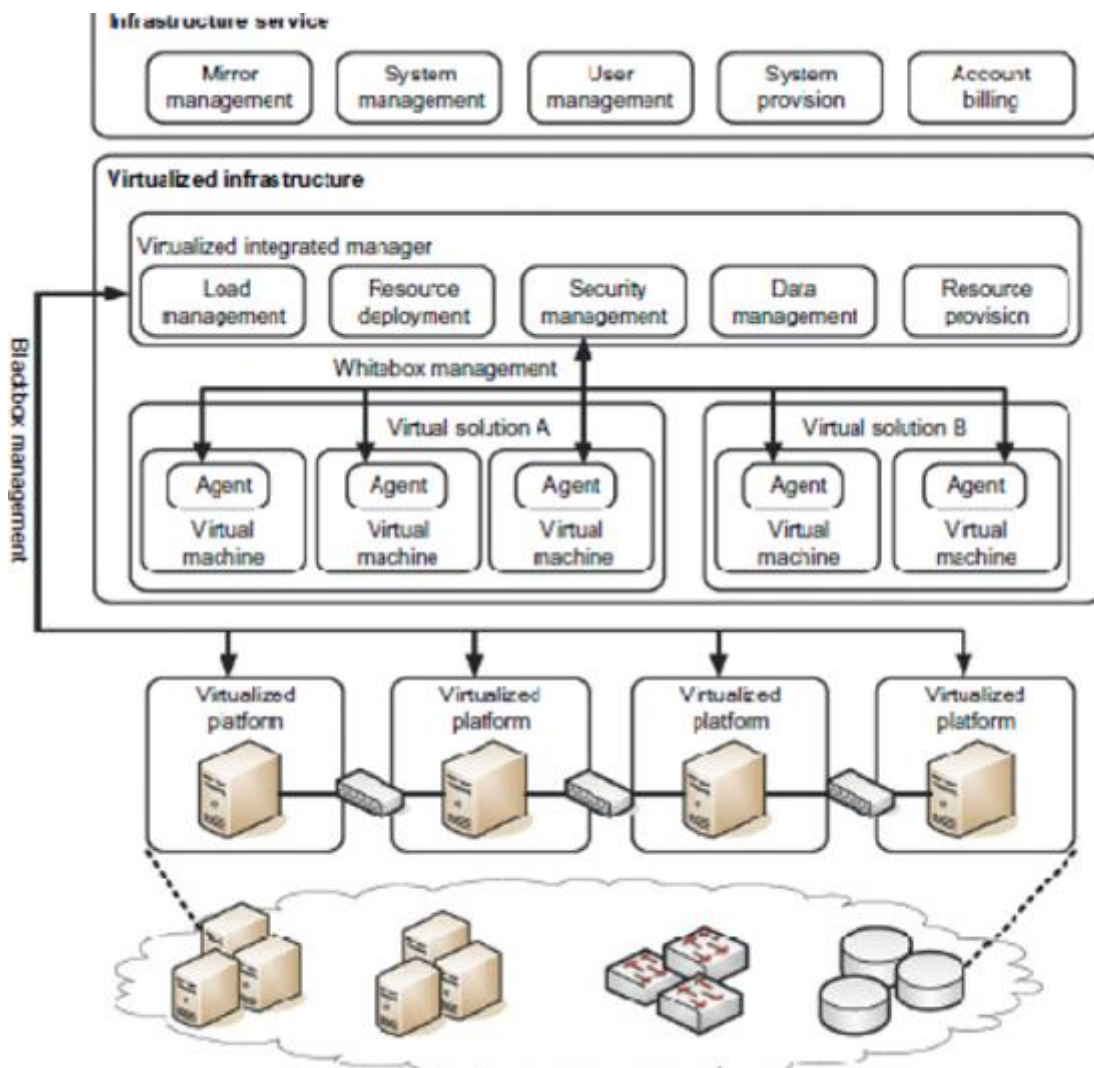 Infrastructure service
Mirror
management
System
management
User
management
System
provision
Account
billing
Virtualized infrastructure
Virtualized integrated manager
Load
management
Resource
deployment
Security
management
Data
management
Resource
provision
Blackbox management
Whitebox management
Virtual solution A
Agent
Virtual
machine
Agent
Virtual
machine
Agent
Virtual
machine
Virtual solution B
Agent
Virtual
machine
Agent
Virtual
machine
Virtualized
platform
Virtualized
platform
Virtualized
platform
Virtualized
platform